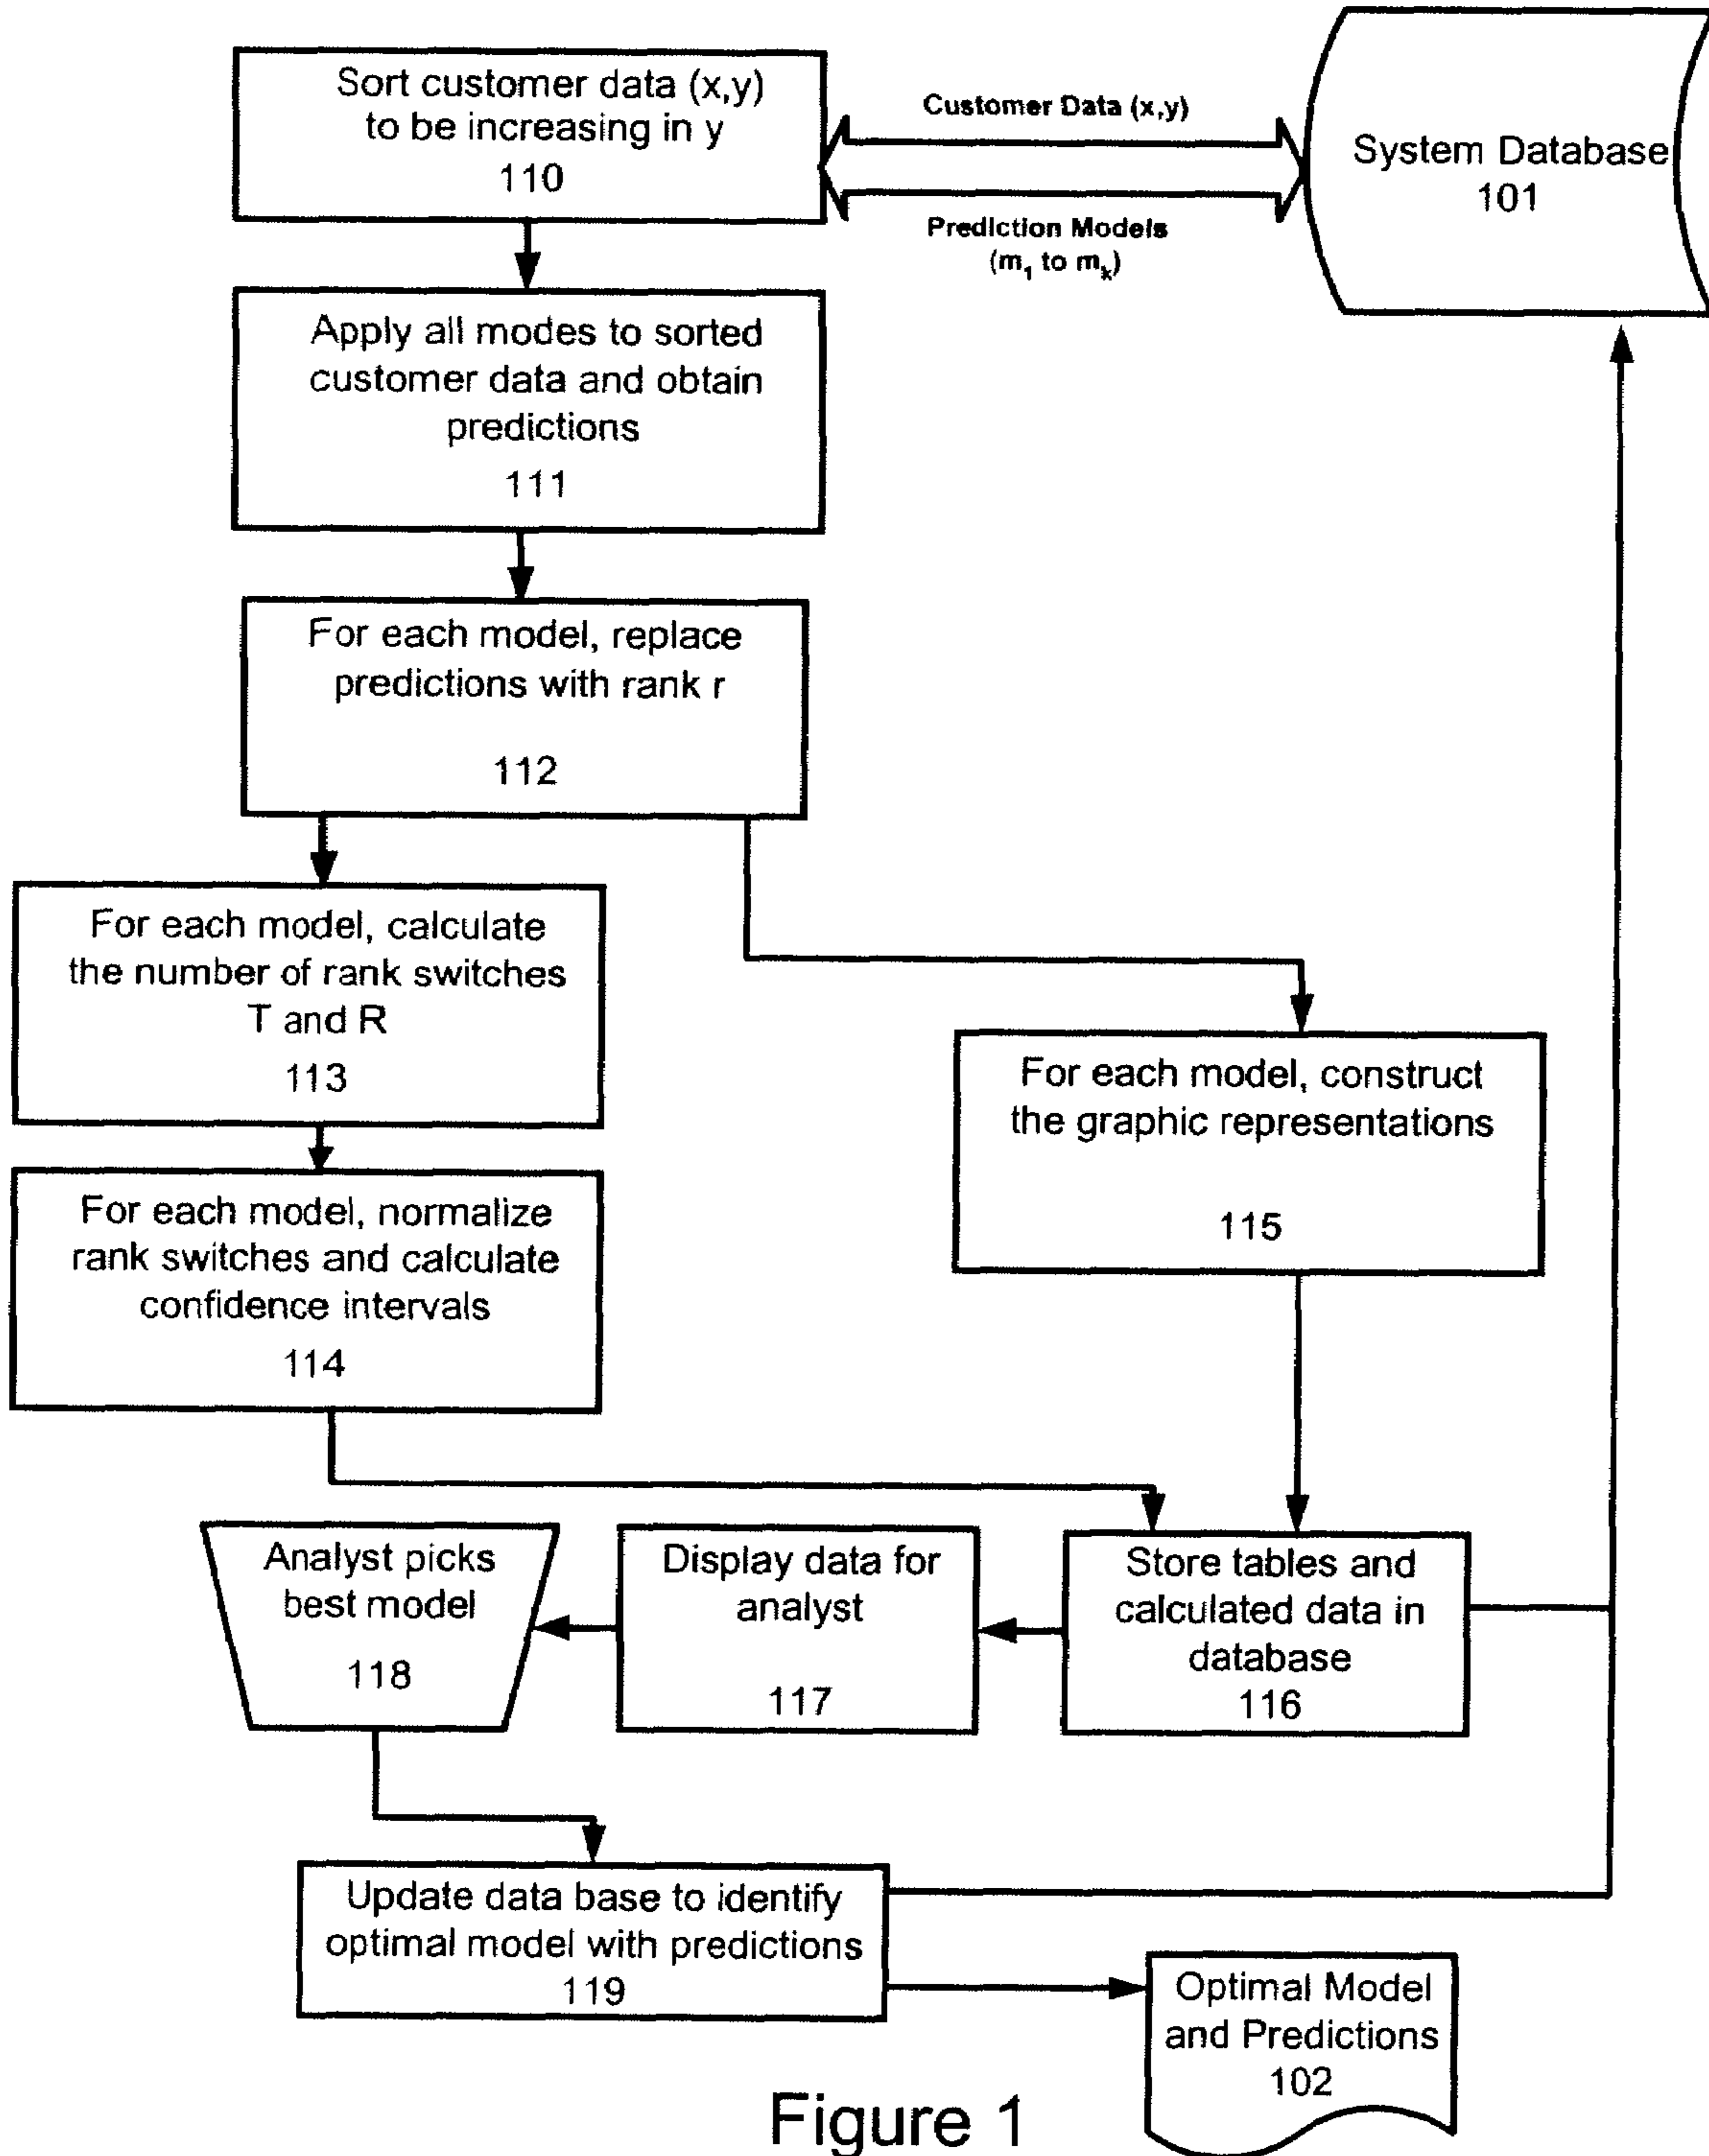 Sort customer data (x,y)
to be increasing in y
110
Customer Data (x,y)
Prediction Models
(m₁ to mₖ)
System Database
101
Apply all modes to sorted
customer data and obtain
predictions
111
For each model, replace
predictions with rank r
112
For each model, calculate
the number of rank switches
T and R
113
For each model, construct
the graphic representations
115
For each model, normalize
rank switches and calculate
confidence intervals
114
Analyst picks
best model
118
Display data for
analyst
117
Store tables and
calculated data in
database
116
Update data base to identify
optimal model with predictions
119
Optimal Model
and Predictions
102
Figure 1